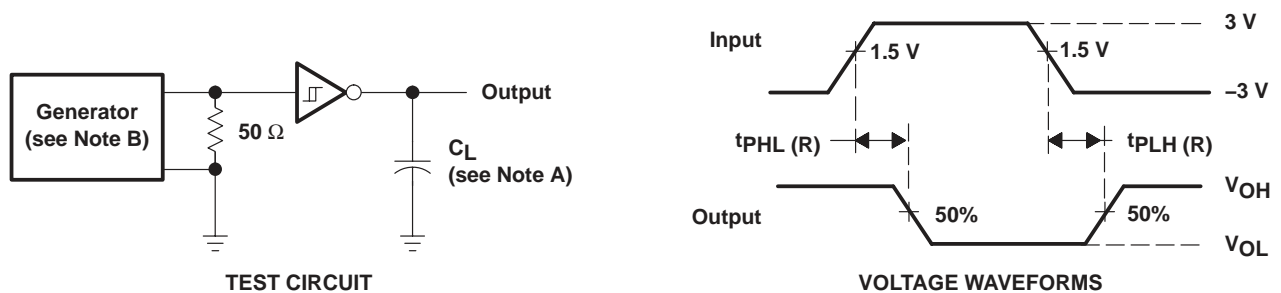 Generator
(see Note B)
50 Ω
CL
(see Note A)
Output
TEST CIRCUIT
Input
3 V
1.5 V
1.5 V
–3 V
tPHL (R)
tPLH (R)
Output
50%
50%
VOH
VOL
VOLTAGE WAVEFORMS